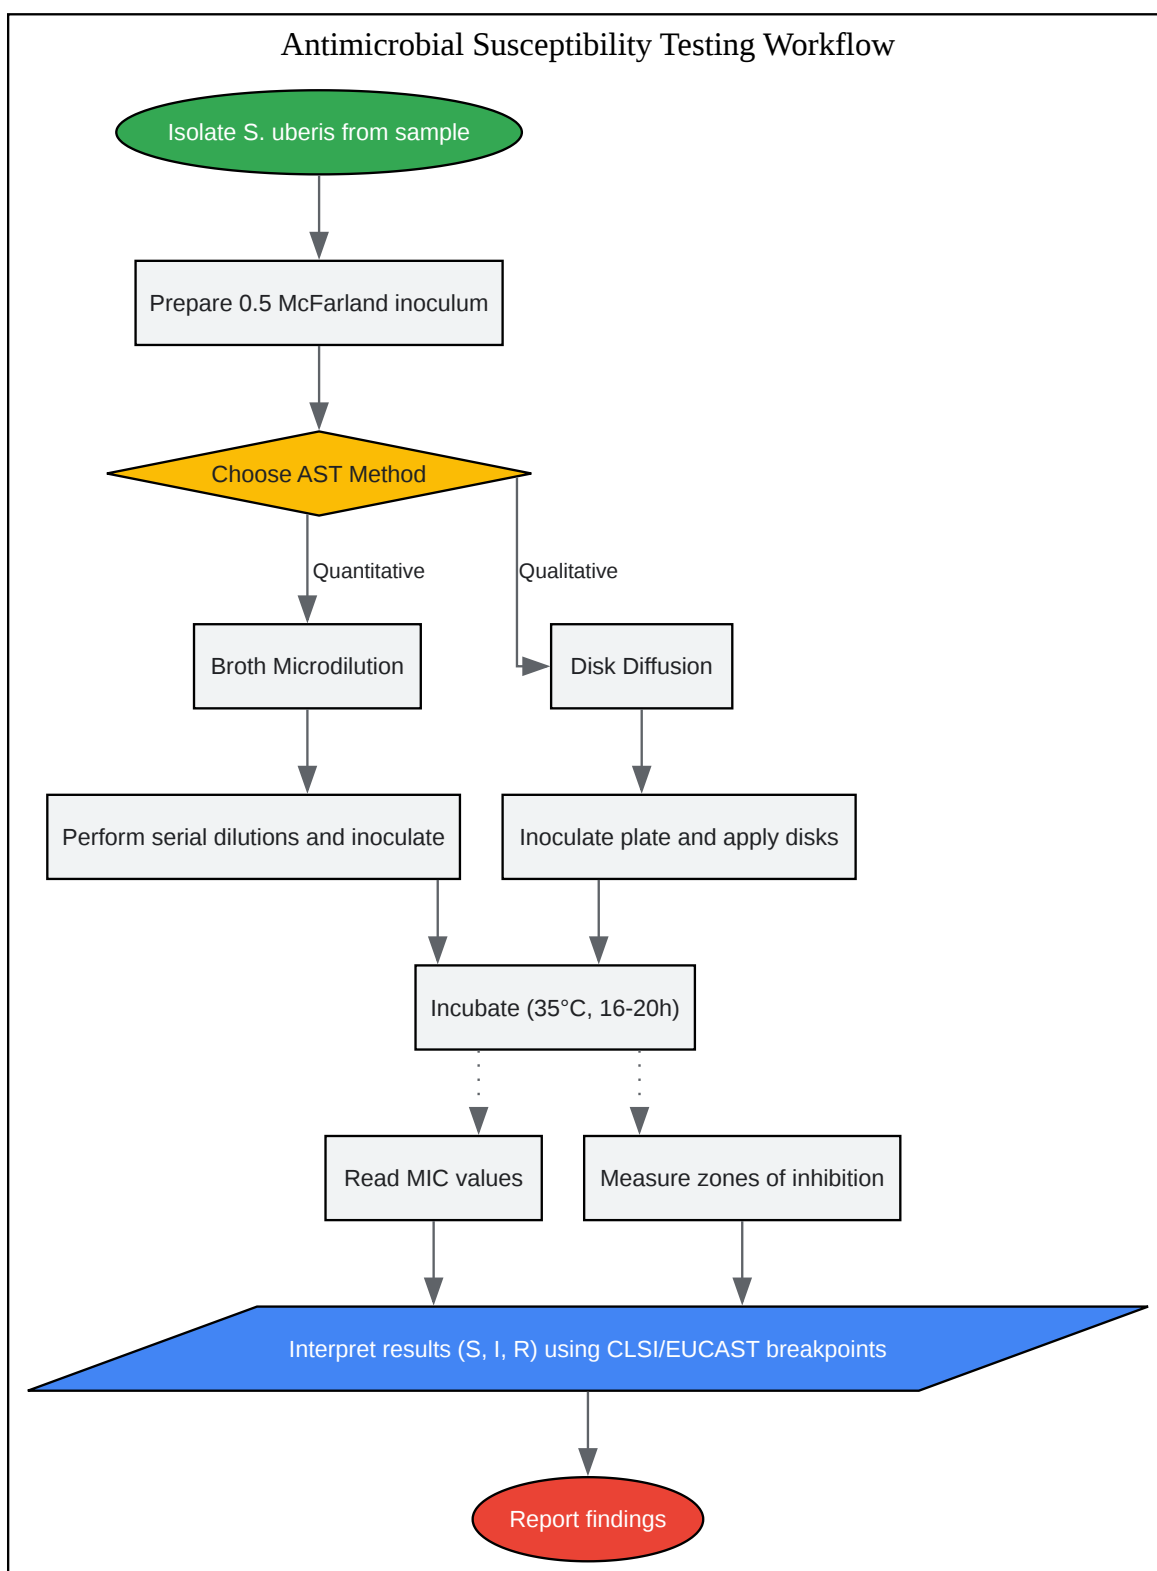 Antimicrobial Susceptibility Testing Workflow
Isolate S. uberis from sample
Prepare 0.5 McFarland inoculum
Choose AST Method
Quantitative
Qualitative
Broth Microdilution
Disk Diffusion
Perform serial dilutions and inoculate
Inoculate plate and apply disks
Incubate (35°C, 16-20h)
Read MIC values
Measure zones of inhibition
Interpret results (S, I, R) using CLSI/EUCAST breakpoints
Report findings